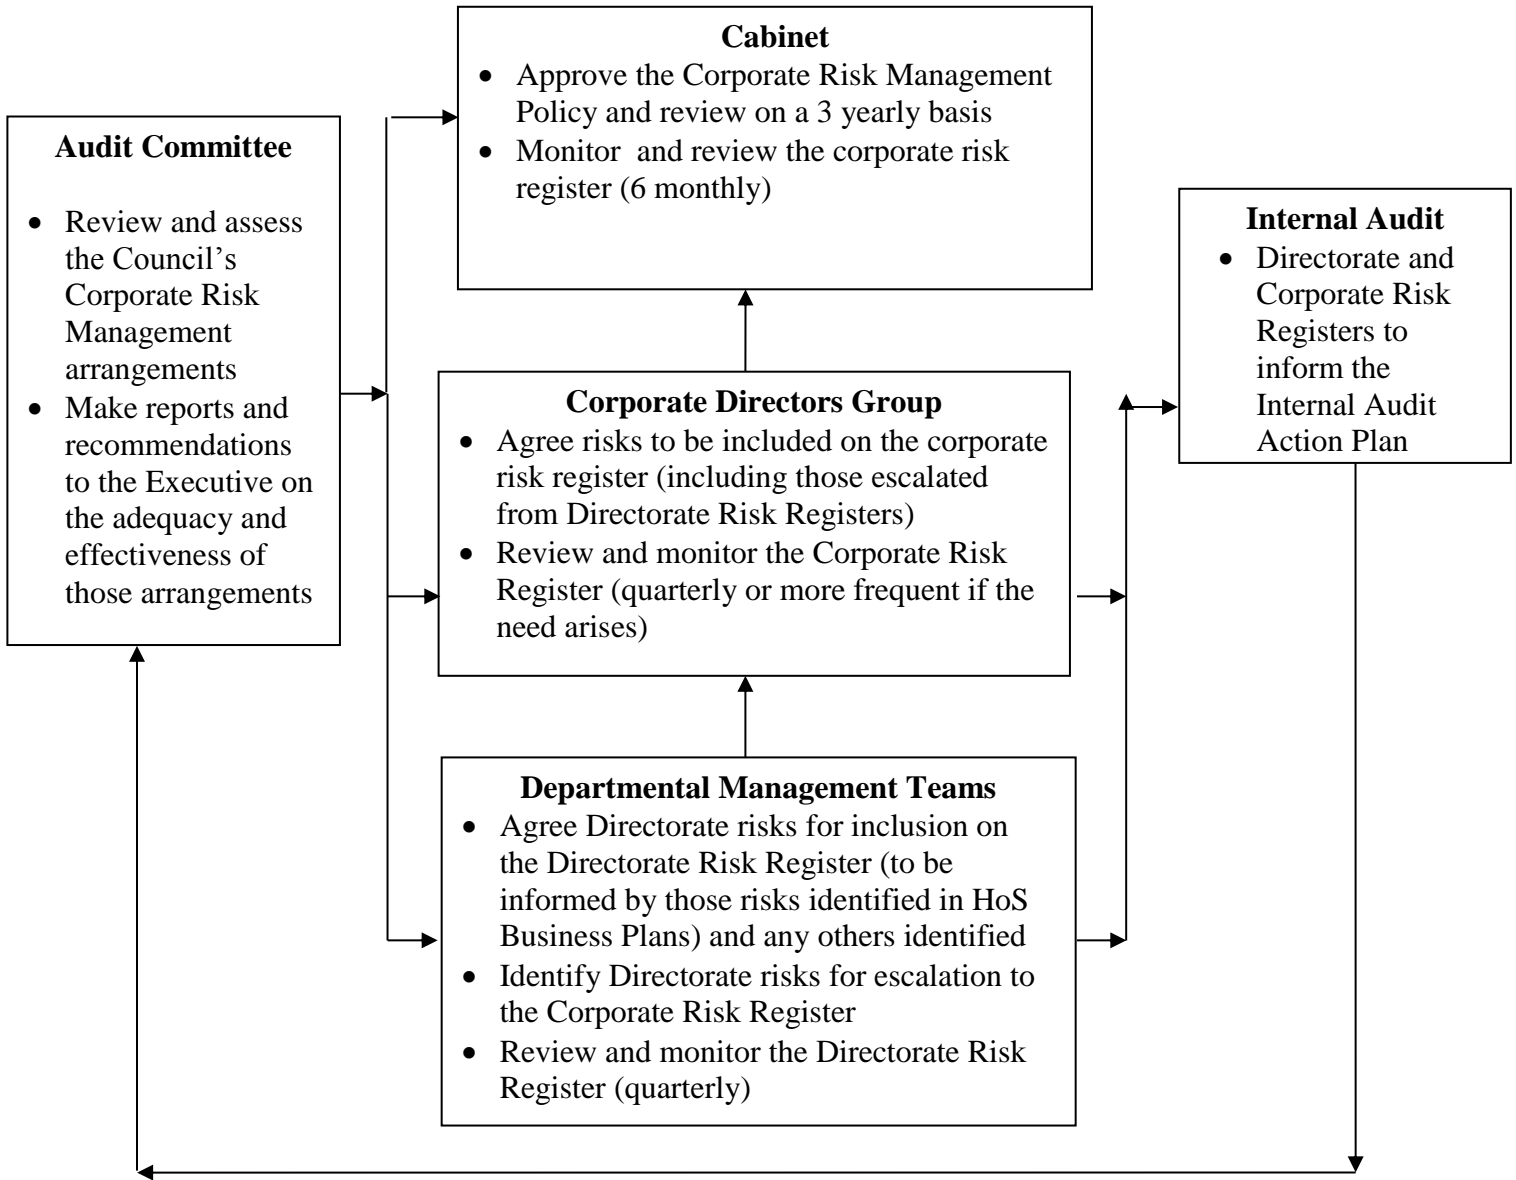 Cabinet
• Approve the Corporate Risk Management
Policy and review on a 3 yearly basis
• Monitor  and review the corporate risk
register (6 monthly)
Audit Committee
• Review and assess
the Council’s
Corporate Risk
Management
arrangements
• Make reports and
recommendations
to the Executive on
the adequacy and
effectiveness of
those arrangements
Internal Audit
• Directorate and
Corporate Risk
Registers to
inform the
Internal Audit
Action Plan
Corporate Directors Group
• Agree risks to be included on the corporate
risk register (including those escalated
from Directorate Risk Registers)
• Review and monitor the Corporate Risk
Register (quarterly or more frequent if the
need arises)
Departmental Management Teams
• Agree Directorate risks for inclusion on
the Directorate Risk Register (to be
informed by those risks identified in HoS
Business Plans) and any others identified
• Identify Directorate risks for escalation to
the Corporate Risk Register
• Review and monitor the Directorate Risk
Register (quarterly)